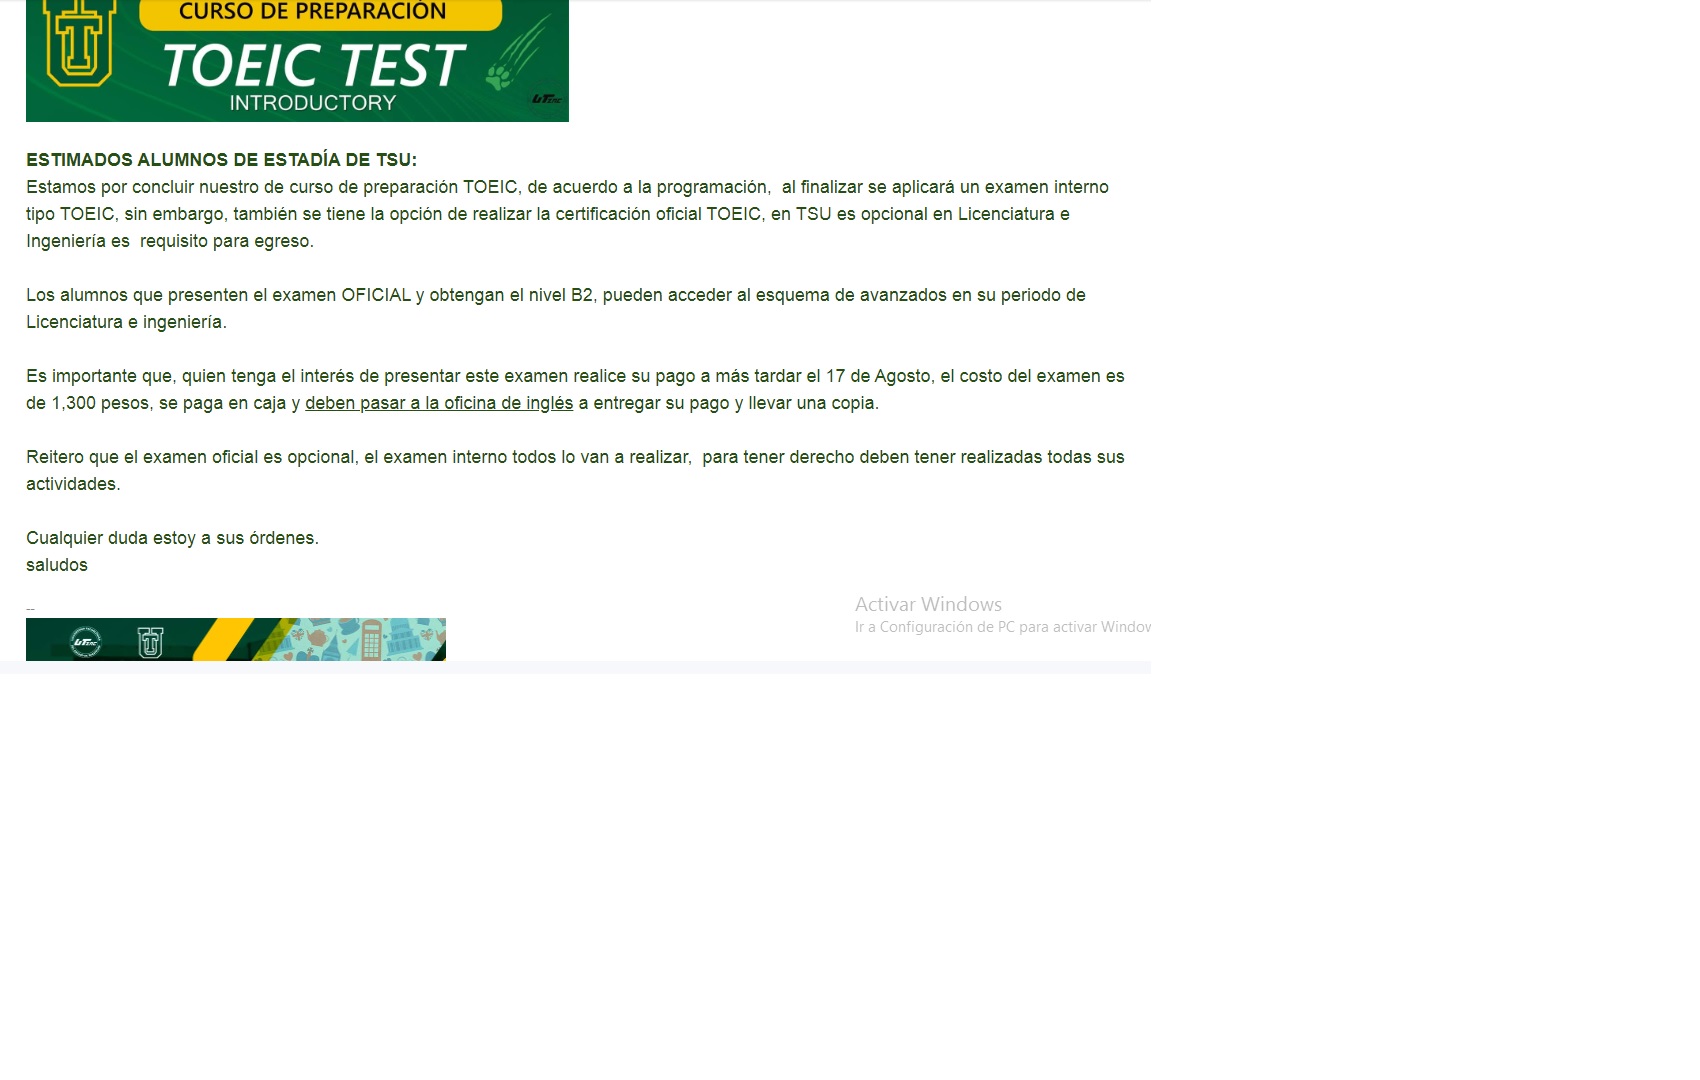 CURSO DE PREPARACIÓN
TOEIC TEST
INTRODUCTORY
ESTIMADOS ALUMNOS DE ESTADÍA DE TSU:
Estamos por concluir nuestro de curso de preparación TOEIC, de acuerdo a la programación,  al finalizar se aplicará un examen interno
tipo TOEIC, sin embargo, también se tiene la opción de realizar la certificación oficial TOEIC, en TSU es opcional en Licenciatura e
Ingeniería es  requisito para egreso.
Los alumnos que presenten el examen OFICIAL y obtengan el nivel B2, pueden acceder al esquema de avanzados en su periodo de
Licenciatura e ingeniería.
Es importante que, quien tenga el interés de presentar este examen realice su pago a más tardar el 17 de Agosto, el costo del examen es
de 1,300 pesos, se paga en caja y deben pasar a la oficina de inglés a entregar su pago y llevar una copia.
Reitero que el examen oficial es opcional, el examen interno todos lo van a realizar,  para tener derecho deben tener realizadas todas sus
actividades.
Cualquier duda estoy a sus órdenes.
saludos
--
Activar Windows
Ir a Configuración de PC para activar Window